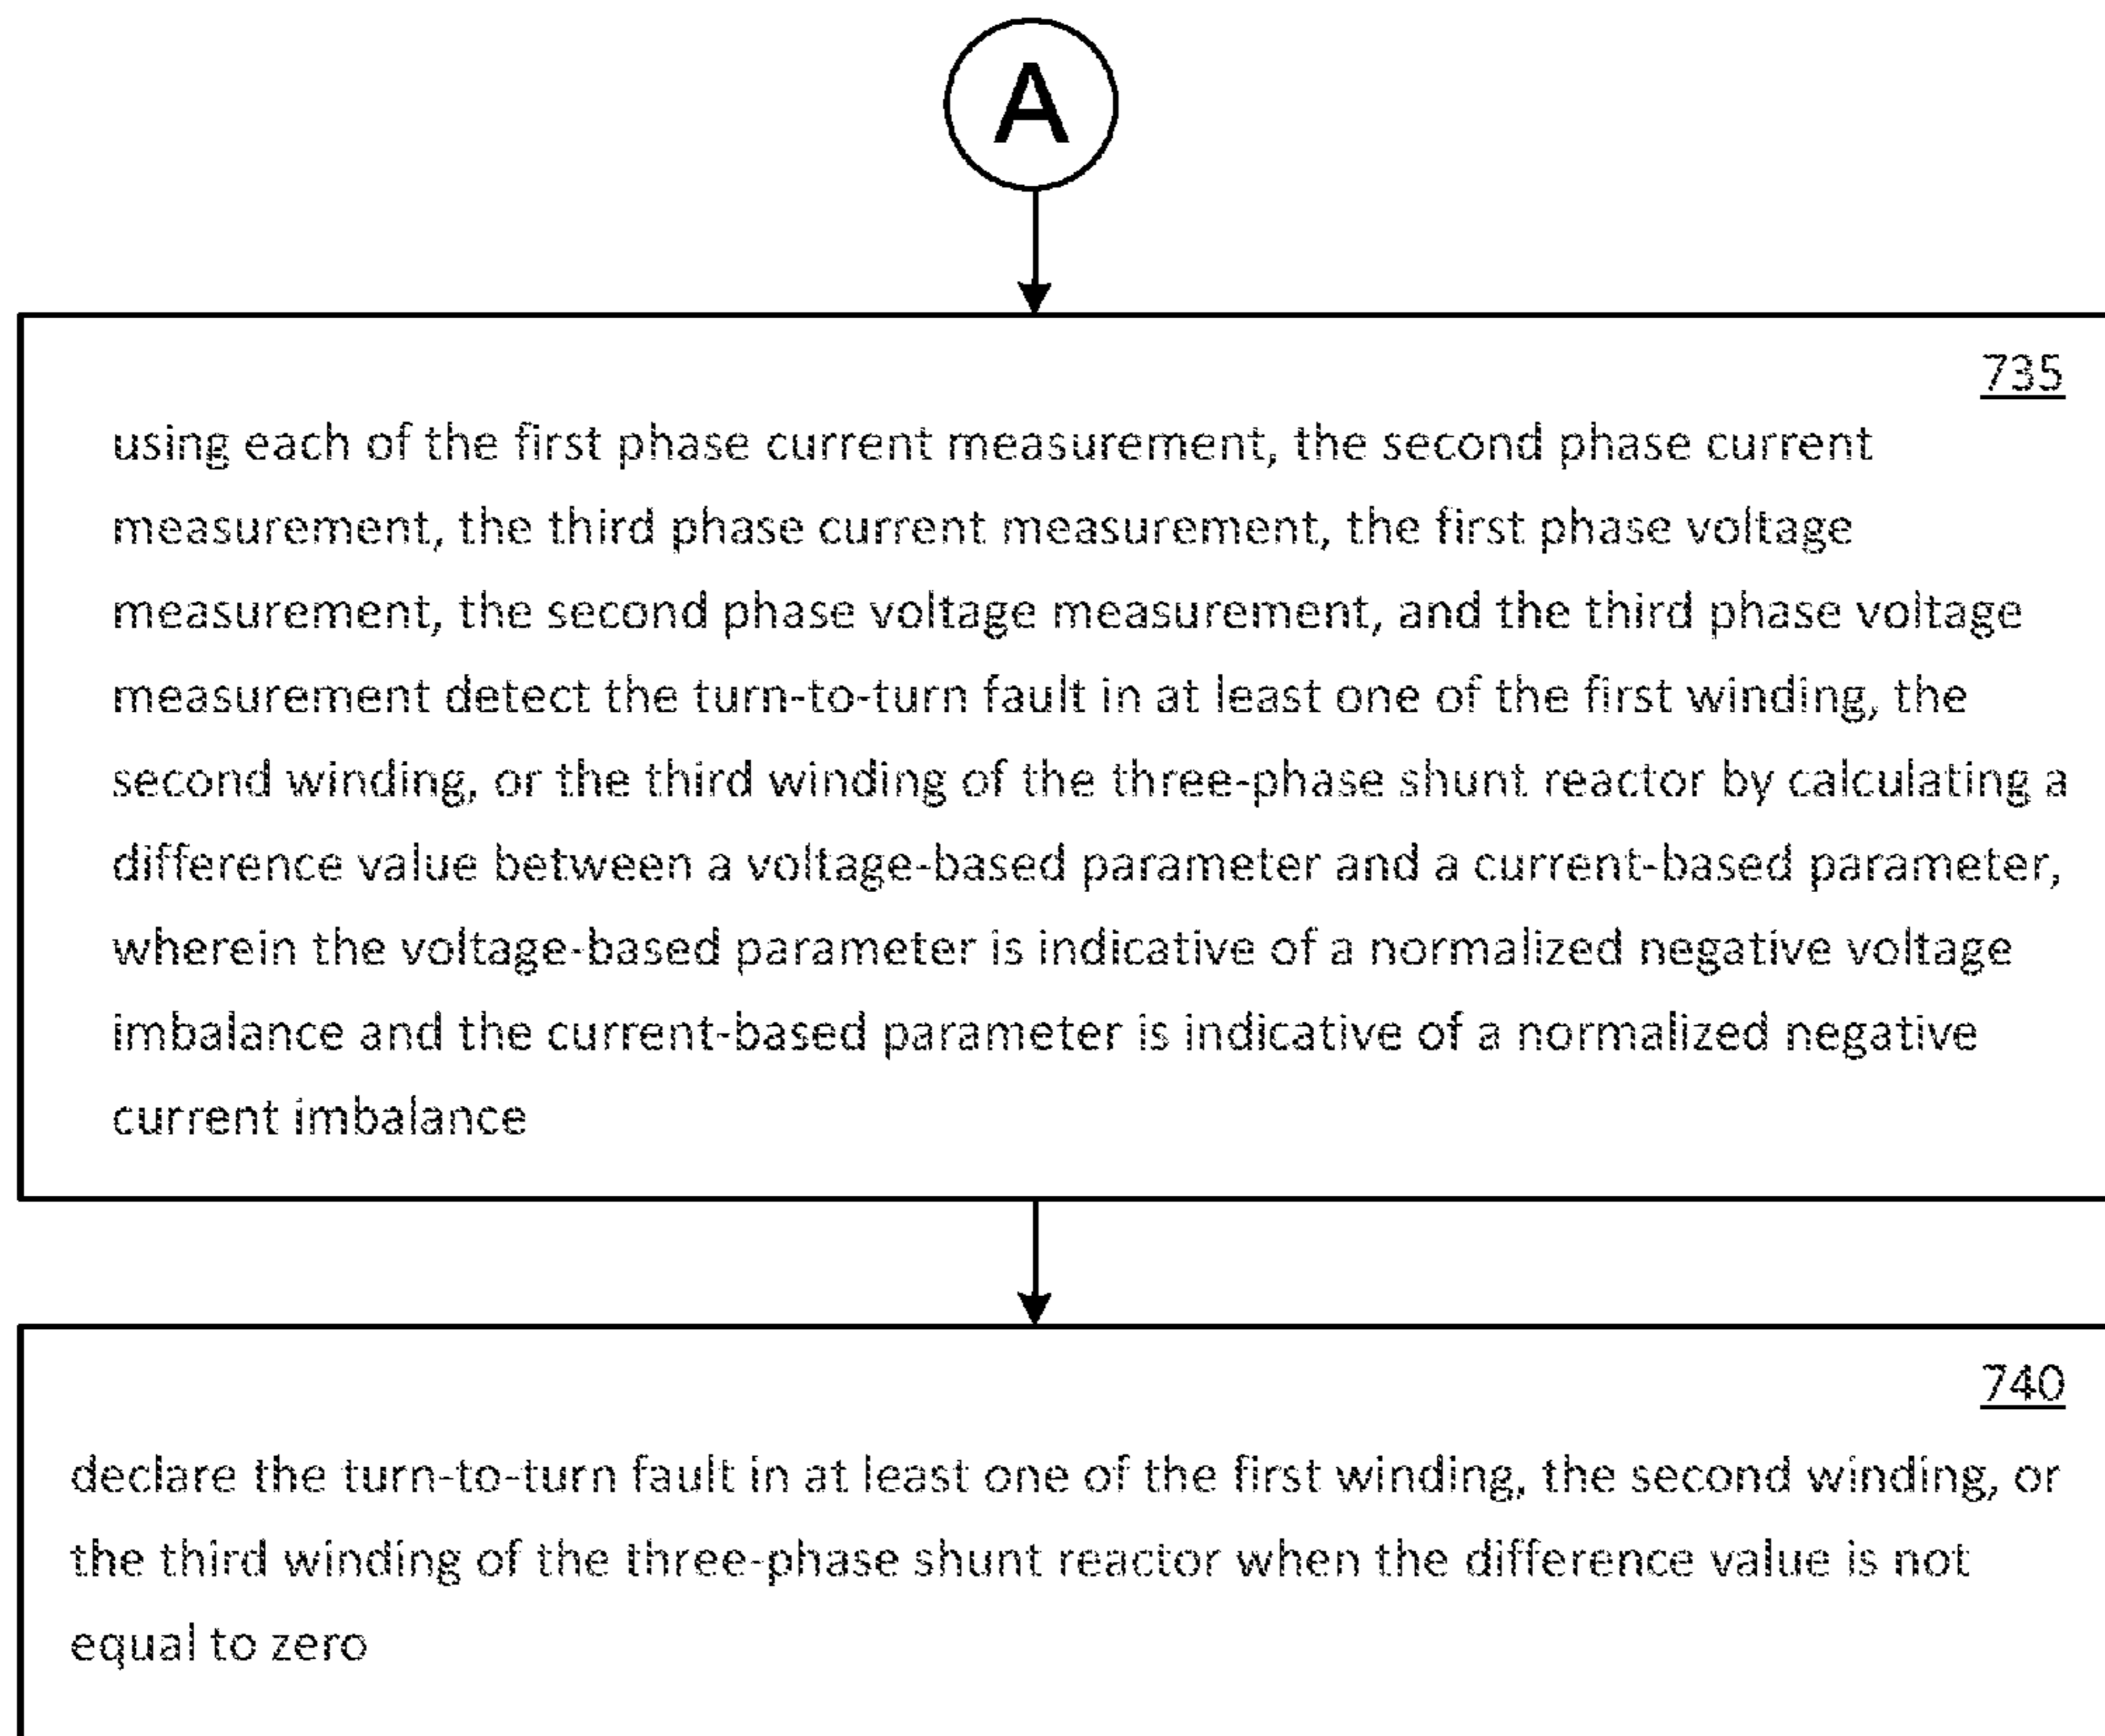 A
735
using each of the first phase current measurement, the second phase current
measurement, the third phase current measurement, the first phase voltage
measurement, the second phase voltage measurement, and the third phase voltage
measurement detect the turn-to-turn fault in at least one of the first winding, the
second winding, or the third winding of the three-phase shunt reactor by calculating a
difference value between a voltage-based parameter and a current-based parameter,
wherein the voltage-based parameter is indicative of a normalized negative voltage
imbalance and the current-based parameter is indicative of a normalized negative
current imbalance
740
declare the turn-to-turn fault in at least one of the first winding, the second winding, or
the third winding of the three-phase shunt reactor when the difference value is not
equal to zero